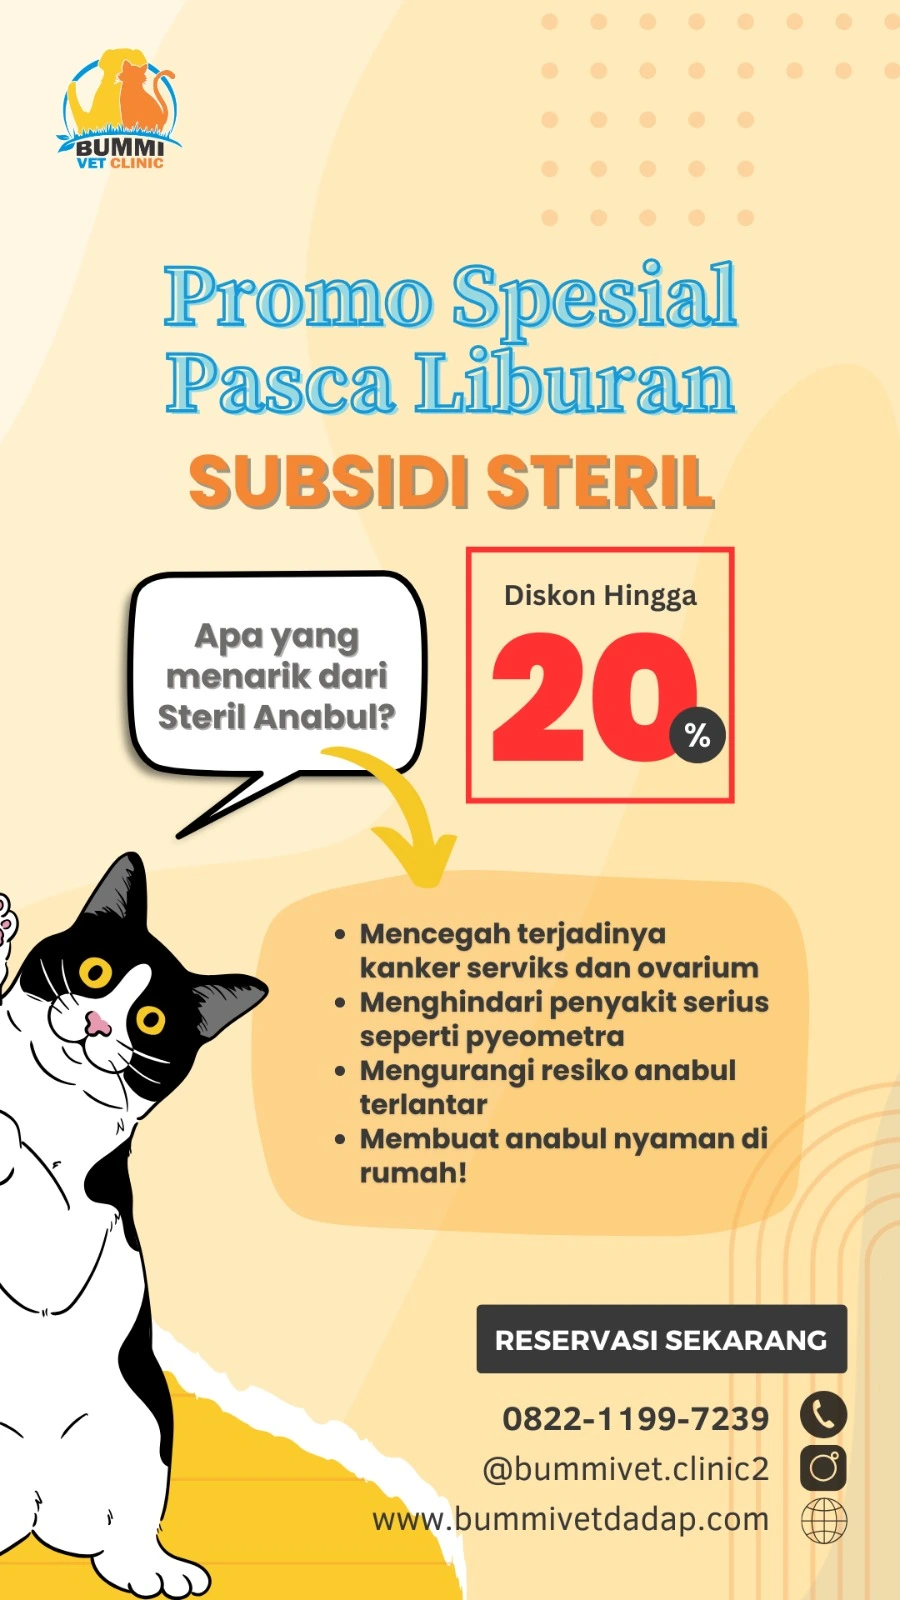 BUMMI
VET CLINIC
Promo Spesial
Pasca Liburan
SUBSIDI STERIL
Apa yang
menarik dari
Steril Anabul?
Diskon Hingga
20%
Mencegah terjadinya
kanker serviks dan ovarium
Menghindari penyakit serius
seperti pyeometra
Mengurangi resiko anabul
terlantar
Membuat anabul nyaman di
rumah!
RESERVASI SEKARANG
0822-1199-7239
@bummivet.clinic2
www.bummivetdadap.com